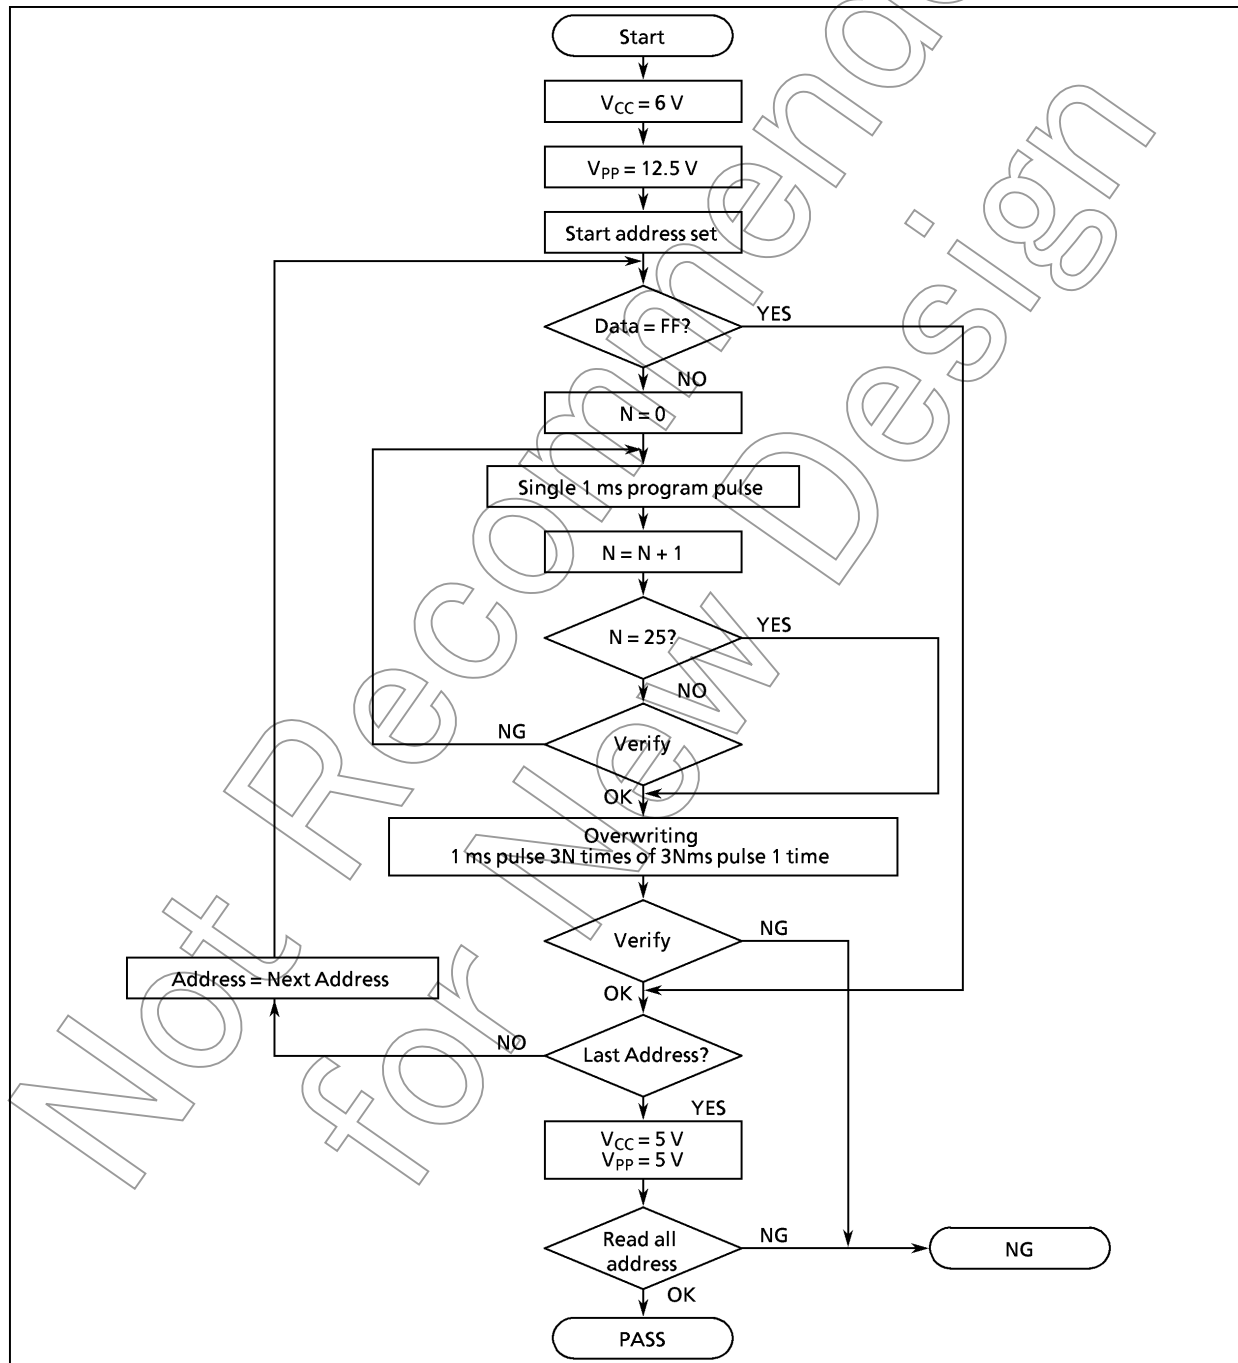 Start
VCC = 6 V
VPP = 12.5 V
Start address set
Data = FF?
YES
NO
N = 0
Single 1 ms program pulse
N = N + 1
N = 25?
YES
NO
NG
Verify
OK
Overwriting
1 ms pulse 3N times of 3Nms pulse 1 time
Verify
NG
Address = Next Address
OK
NO
Last Address?
YES
VCC = 5 V
VPP = 5 V
Read all
address
NG
NG
OK
PASS
Not Recommend
for New Design